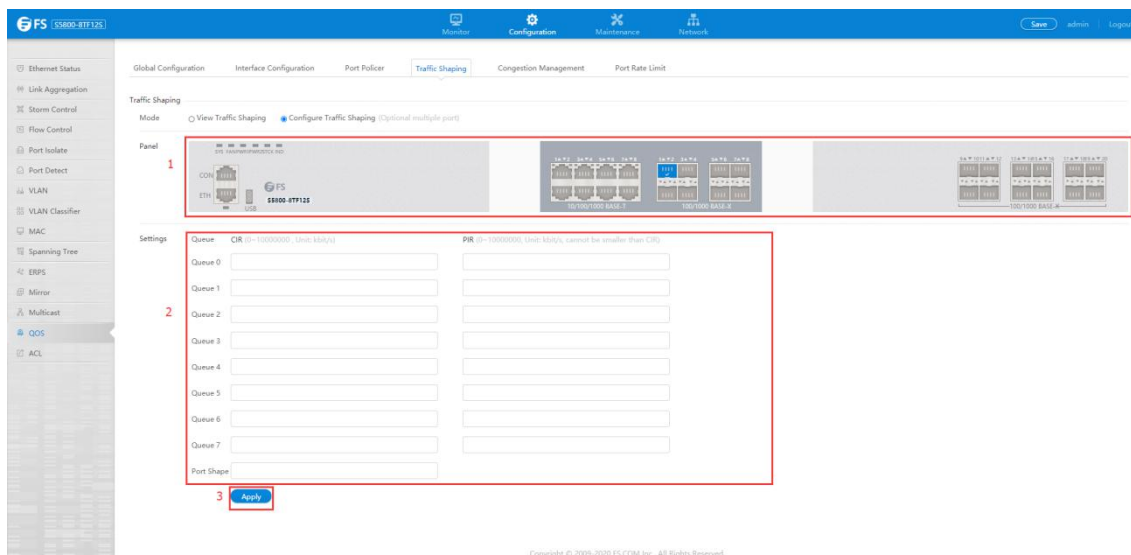 FS S5800-8TF12S
Monitor Configuration Maintenance Network
Save admin Logout
Ethernet Status
Link Aggregation
Storm Control
Flow Control
Port Isolate
Port Detect
VLAN
VLAN Classifier
MAC
Spanning Tree
ERPS
Mirror
Multicast
QOS
ACL
Global Configuration Interface Configuration Port Policer Traffic Shaping Congestion Management Port Rate Limit
Traffic Shaping
Mode View Traffic Shaping Configure Traffic Shaping (Optional multiple port)
Panel
1
CON
ETH
USB
FS
S5800-8TF12S
10/100/1000 BASE-T
100/1000 BASE-X
100/1000 BASE-X
Settings
2
Queue CIR (0~10000000, Unit: kbit/s) PIR (0~10000000, Unit: kbit/s, cannot be smaller than CIR)
Queue 0
Queue 1
Queue 2
Queue 3
Queue 4
Queue 5
Queue 6
Queue 7
Port Shape
3 Apply
Copyright © 2009-2020 FS.COM Inc. All Rights Reserved.